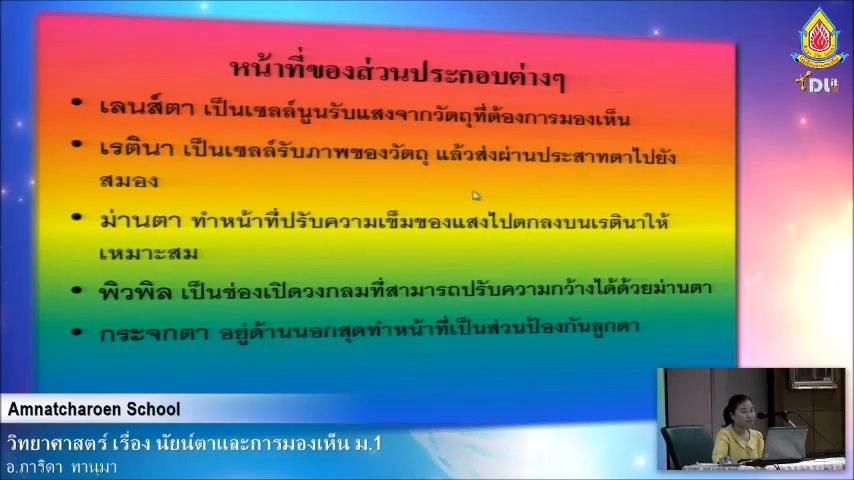 หน้าที่ของส่วนประกอบต่างๆ
• เลนส์ตา เป็นเซลล์นูนรับแสงจากวัตถุที่ต้องการมองเห็น
• เรตินา เป็นเซลล์รับภาพของวัตถุ แล้วส่งผ่านประสาทตาไปยัง
สมอง
• ม่านตา ทำหน้าที่ปรับความเข็มของแสงไปตกลงบนเรตินาให้
เหมาะสม
• พิวพิล เป็นช่องเปิดวงกลมที่สามารถปรับความกว้างได้ด้วยม่านตา
• กระจกตา อยู่ด้านนอกสุดทำหน้าที่เป็นส่วนป้องกันลูกตา
Amnatcharoen School
วิทยาศาสตร์ เรื่อง นัยน์ตาและการมองเห็น ม.1
อ.ภาริดา ทานุมา
DLit